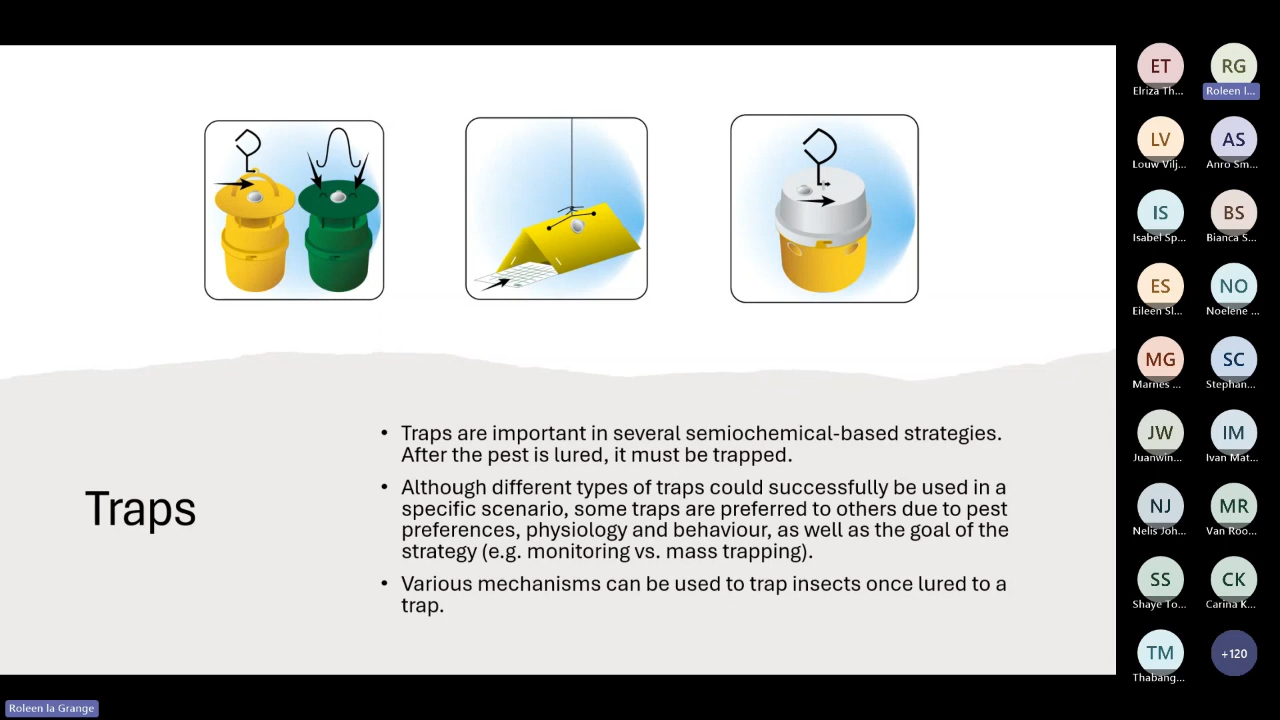 Traps
• Traps are important in several semiochemical-based strategies.
After the pest is lured, it must be trapped.
• Although different types of traps could successfully be used in a
specific scenario, some traps are preferred to others due to pest
preferences, physiology and behaviour, as well as the goal of the
strategy (e.g. monitoring vs. mass trapping).
• Various mechanisms can be used to trap insects once lured to a
trap.
ET RG
Elriza Th... Roleen l...
LV AS
Louw Vilj... Anro Sm...
IS BS
Isabel Sp... Bianca S...
ES NO
Eileen Sl... Noelene ...
MG SC
Marnes ... Stephan...
JW IM
Juanwin... Ivan Mat...
NJ MR
Nelis Joh... Van Roo...
SS CK
Shaye To... Carina K...
TM +120
Thabang...
Roleen la Grange